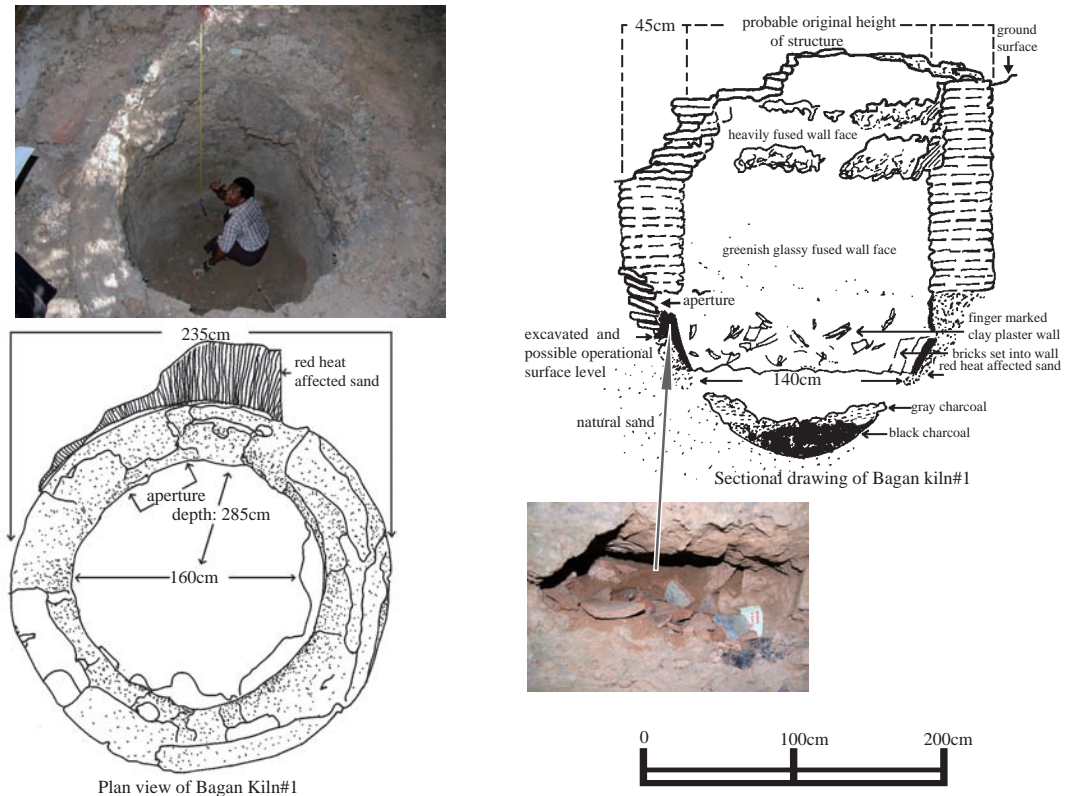 45cm
probable original height
of structure
ground
surface
heavily fused wall face
greenish glassy fused wall face
aperture
excavated and
possible operational
surface level
finger marked
clay plaster wall
bricks set into wall
red heat affected sand
140cm
natural sand
gray charcoal
black charcoal
Sectional drawing of Bagan kiln#1
235cm
red heat
affected sand
aperture
depth: 285cm
160cm
Plan view of Bagan Kiln#1
0
100cm
200cm